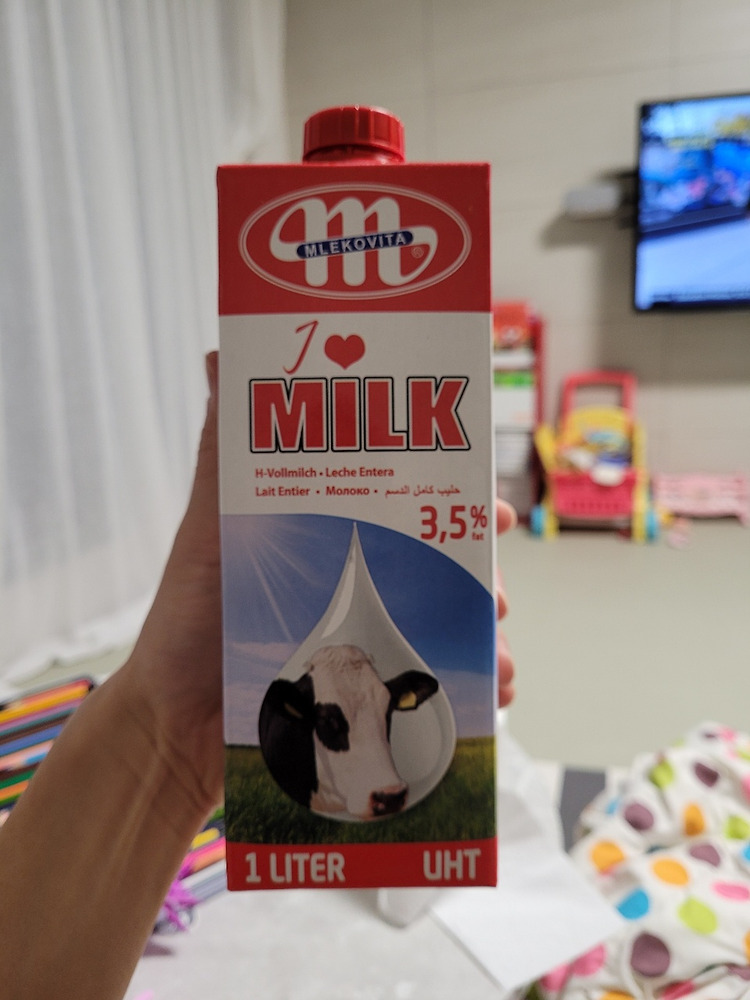 MLEKOVITA ®
I ❤
MILK
H-Vollmilch • Leche Entera
Lait Entier • Молоко • حليب كامل الدسم
3,5% fat
1 LITER UHT